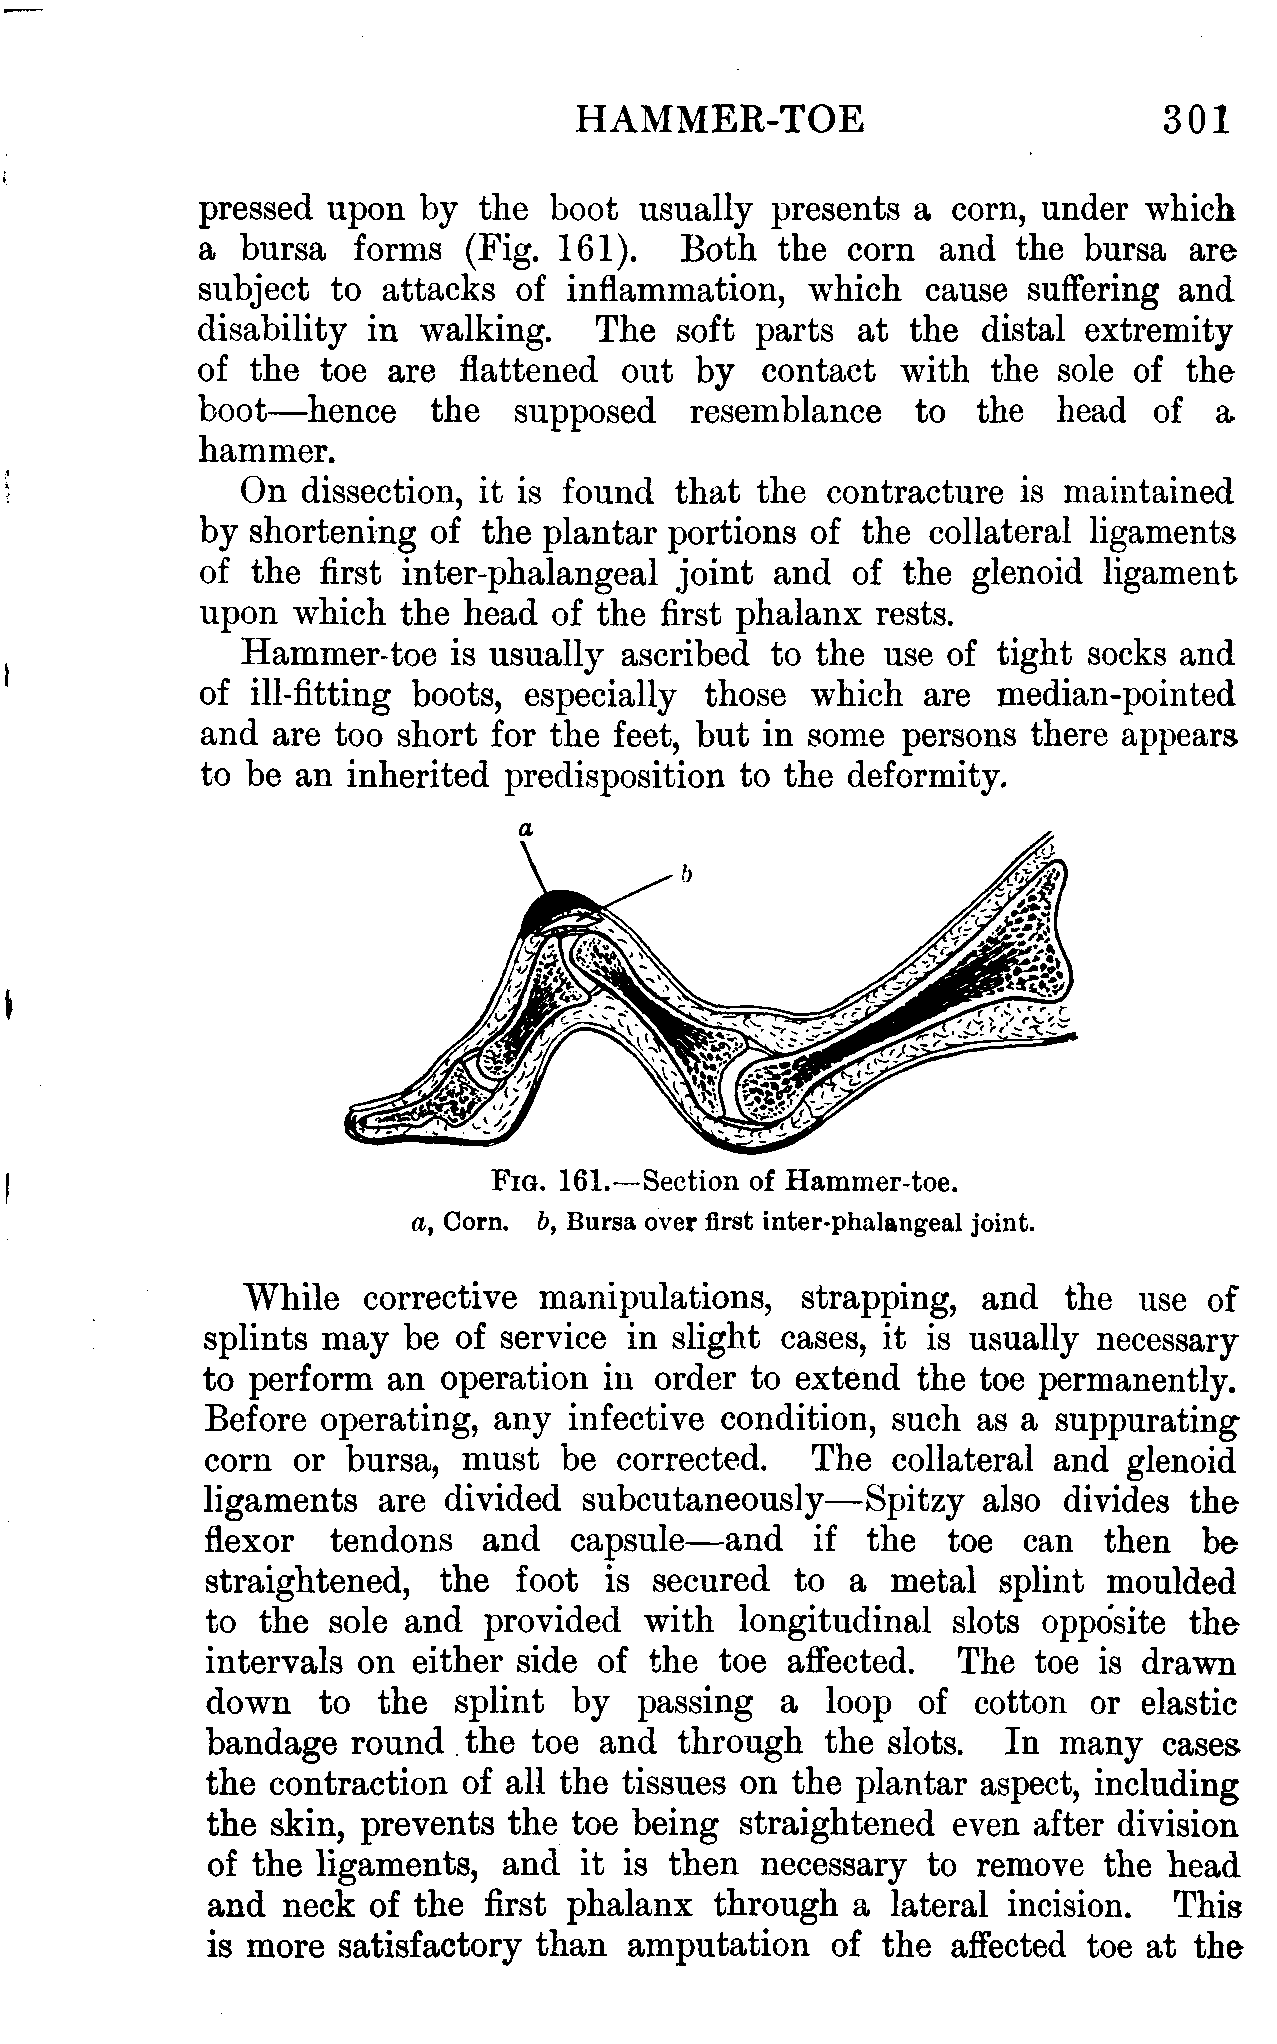 HAMMER-TOE 301
pressed upon by the boot usually presents a corn, under which
a bursa forms (Fig. 161). Both the corn and the bursa are
subject to attacks of inflammation, which cause suffering and
disability in walking. The soft parts at the distal extremity
of the toe are flattened out by contact with the sole of the
boot—hence the supposed resemblance to the head of a
hammer.
On dissection, it is found that the contracture is maintained
by shortening of the plantar portions of the collateral ligaments
of the first inter-phalangeal joint and of the glenoid ligament
upon which the head of the first phalanx rests.
Hammer-toe is usually ascribed to the use of tight socks and
of ill-fitting boots, especially those which are median-pointed
and are too short for the feet, but in some persons there appears
to be an inherited predisposition to the deformity.
a
b
FIG. 161.—Section of Hammer-toe.
a, Corn. b, Bursa over first inter-phalangeal joint.
While corrective manipulations, strapping, and the use of
splints may be of service in slight cases, it is usually necessary
to perform an operation in order to extend the toe permanently.
Before operating, any infective condition, such as a suppurating
corn or bursa, must be corrected. The collateral and glenoid
ligaments are divided subcutaneously—Spitzy also divides the
flexor tendons and capsule—and if the toe can then be
straightened, the foot is secured to a metal splint moulded
to the sole and provided with longitudinal slots opposite the
intervals on either side of the toe affected. The toe is drawn
down to the splint by passing a loop of cotton or elastic
bandage round the toe and through the slots. In many cases
the contraction of all the tissues on the plantar aspect, including
the skin, prevents the toe being straightened even after division
of the ligaments, and it is then necessary to remove the head
and neck of the first phalanx through a lateral incision. This
is more satisfactory than amputation of the affected toe at the